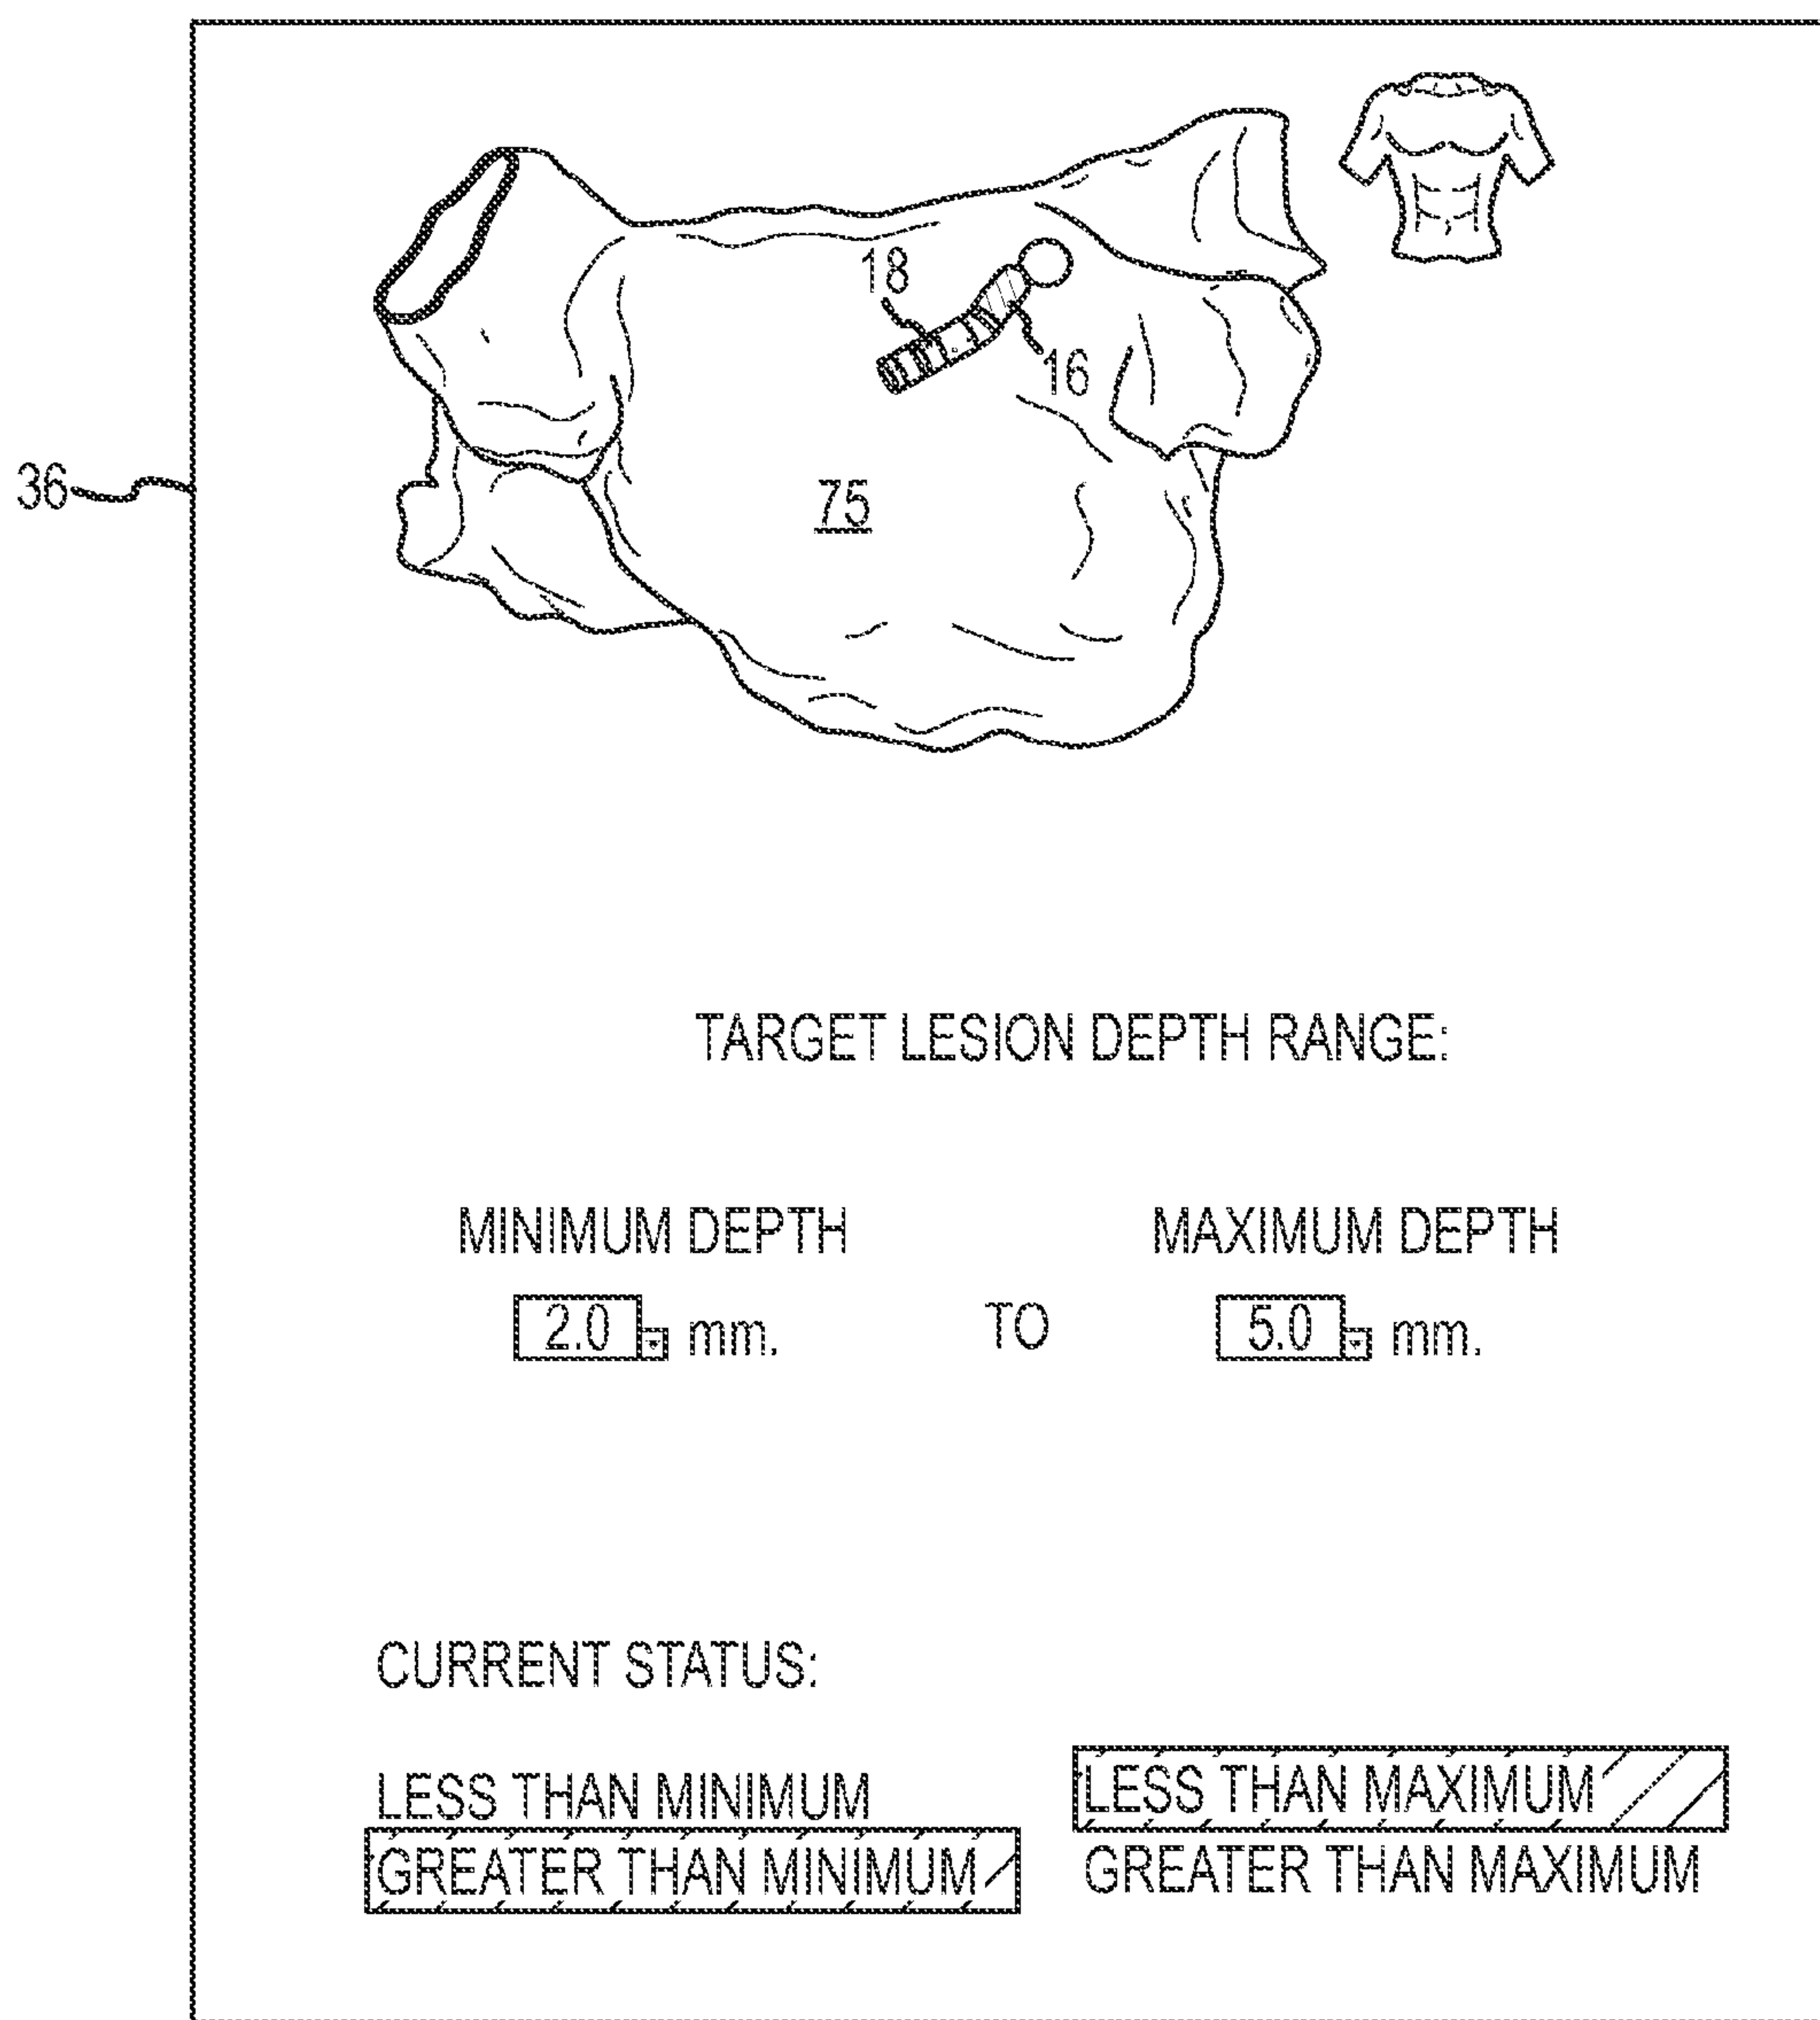 18
16
36
75
TARGET LESION DEPTH RANGE:
MINIMUM DEPTH MAXIMUM DEPTH
2.0 mm. TO 5.0 mm.
CURRENT STATUS:
LESS THAN MINIMUM LESS THAN MAXIMUM
GREATER THAN MINIMUM GREATER THAN MAXIMUM